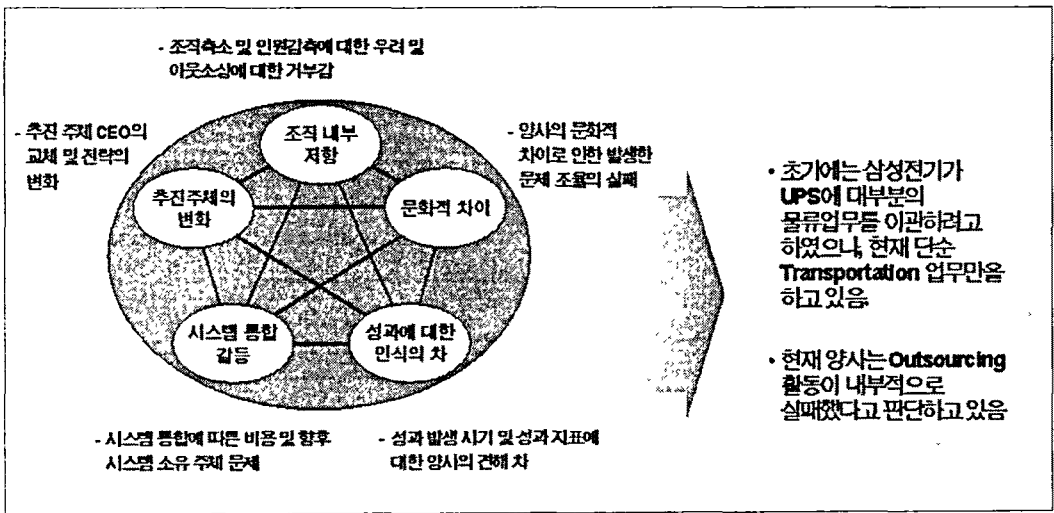 - 조직축소 및 인원감축에 대한 우려 및
아웃소싱에 대한 거부감
- 추진 주체 CEO의
교체 및 전략의
변화
조직 내부
저항
- 양사의 문화적
차이로 인한 발생한
문제 조율의 실패
추진주체의
변화
문화적 차이
시스템 통합
갈등
성과에 대한
인식의 차
- 시스템 통합에 따른 비용 및 향후
시스템 소유 주체 문제
- 성과 발생 시기 및 성과 지표에
대한 양사의 견해 차
• 초기에는 삼성전기가
UPS에 대부분의
물류업무를 이관하려고
하였으나, 현재 단순
Transportation 업무만을
하고 있음.
• 현재 양사는 Outsourcing
활동이 내부적으로
실패했다고 판단하고 있음